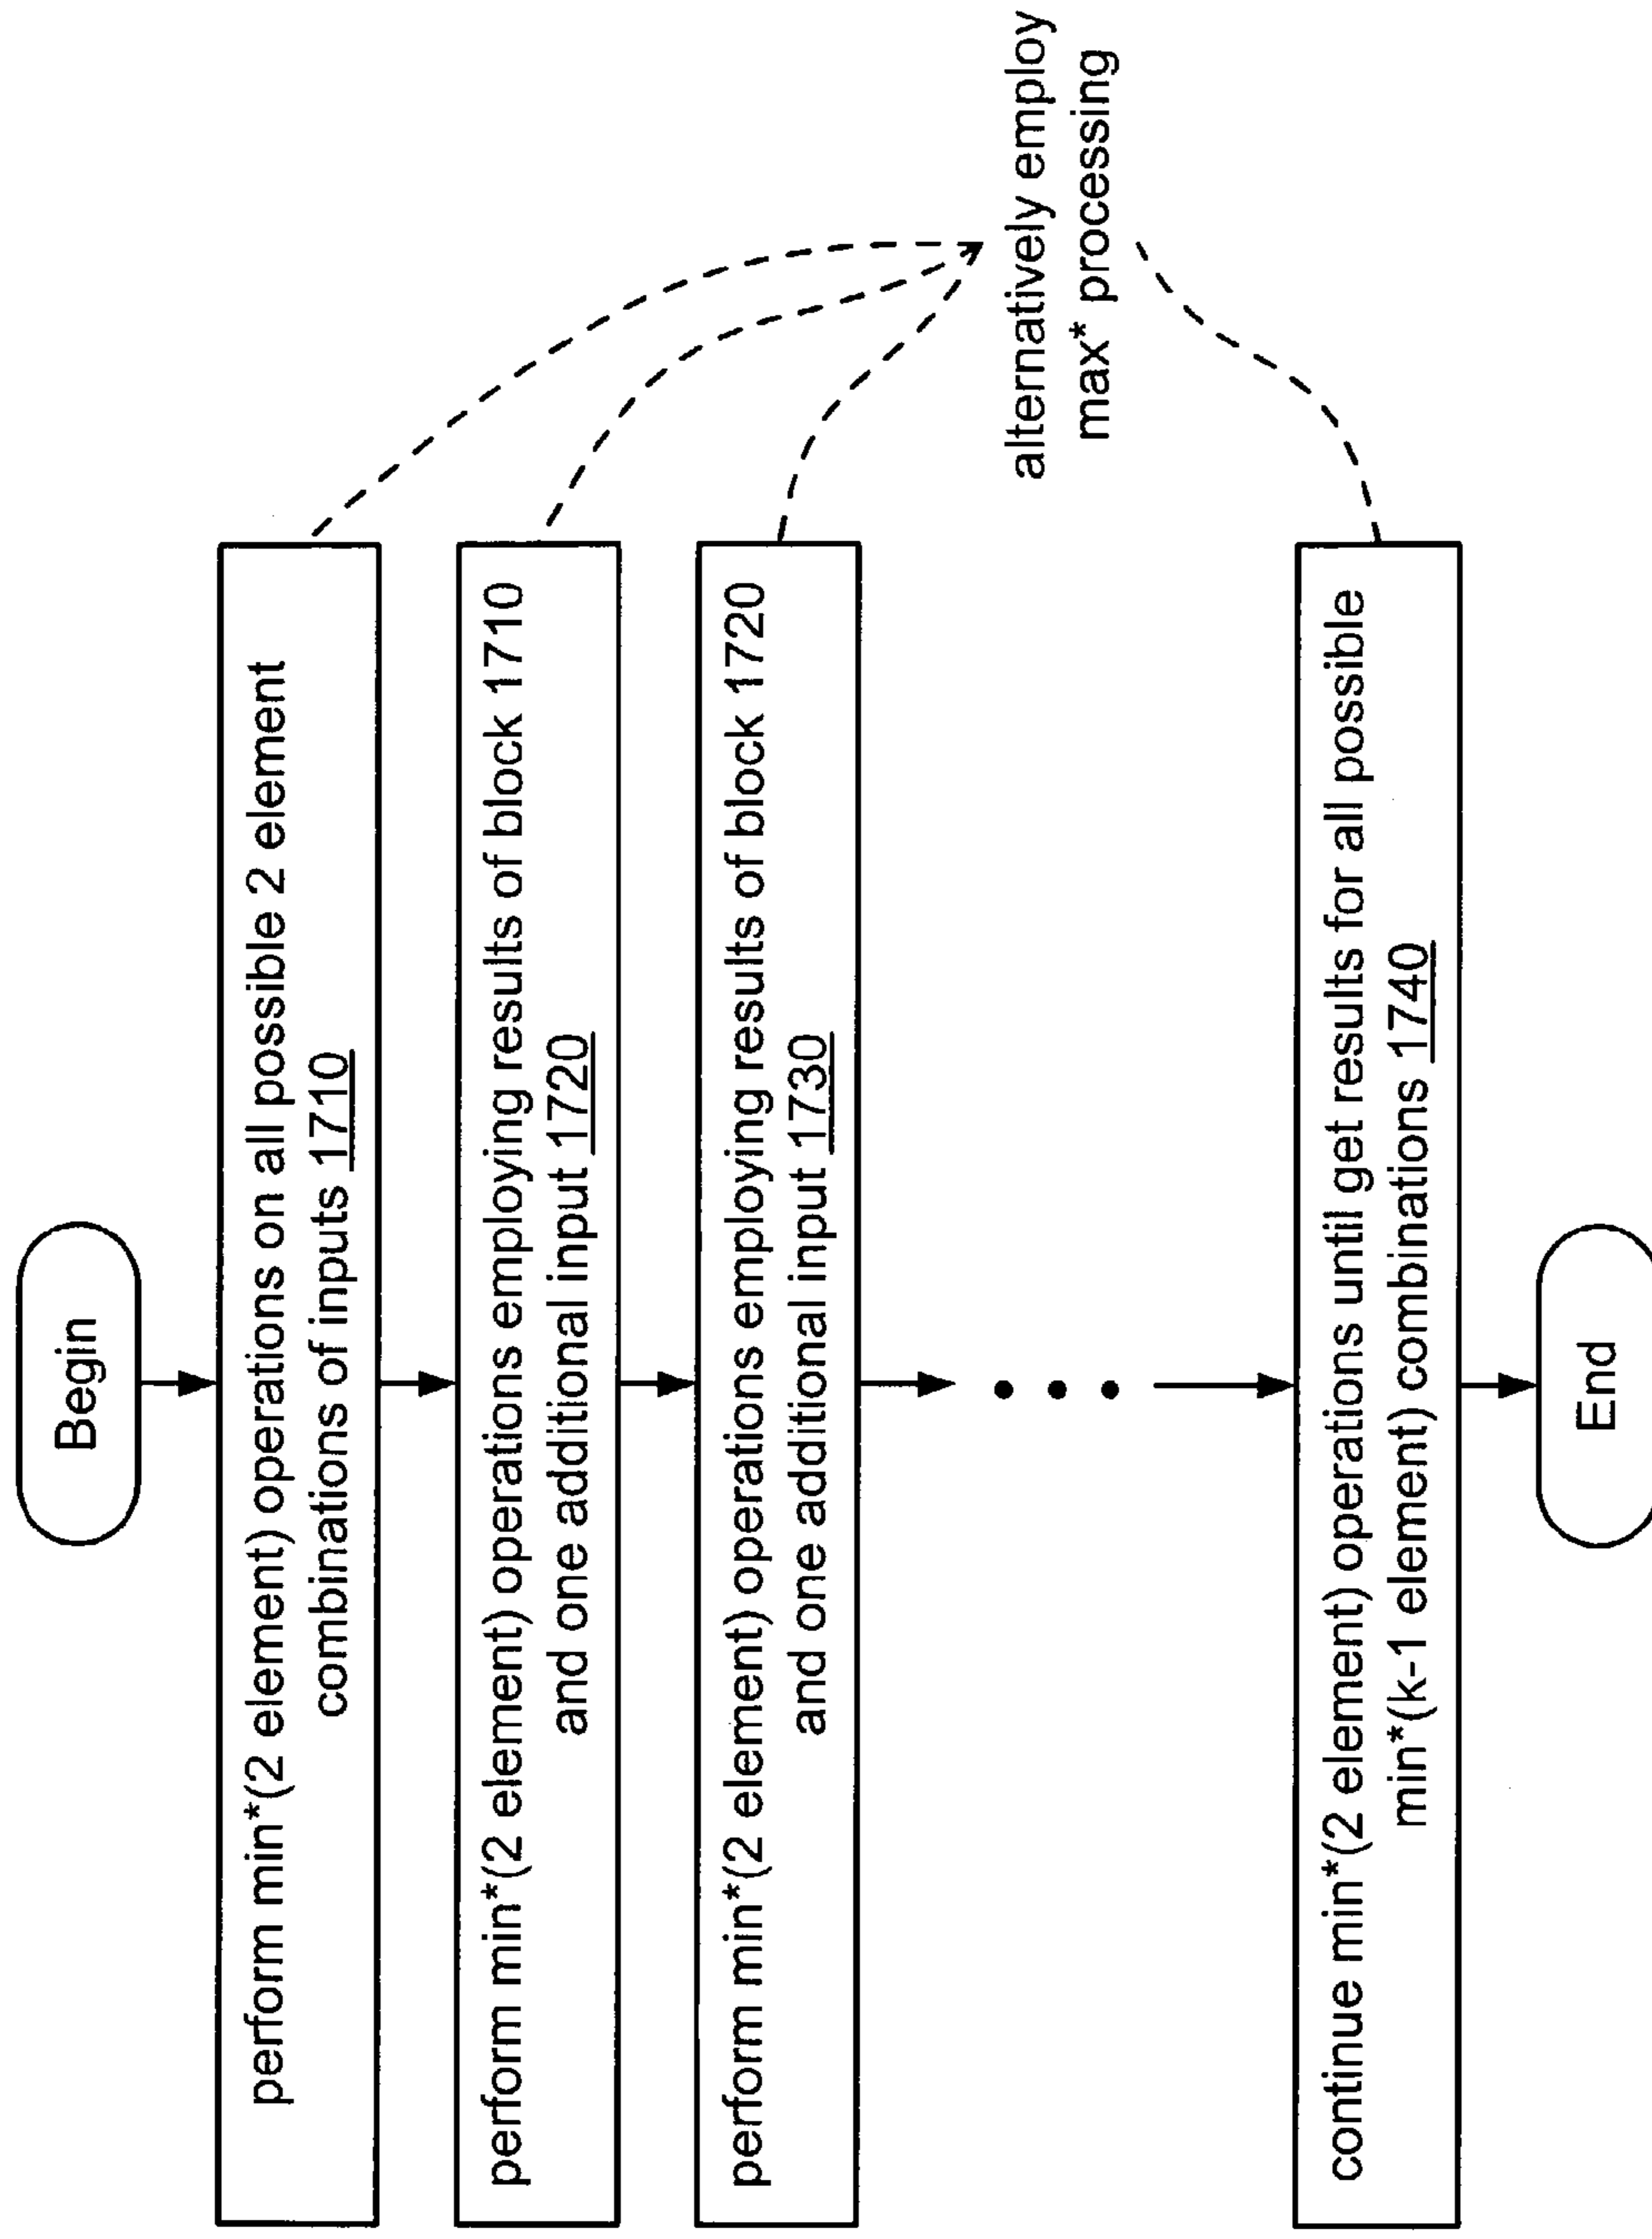 Begin
perform min*(2 element) operations on all possible 2 element
combinations of inputs 1710
perform min*(2 element) operations employing results of block 1710
and one additional input 1720
perform min*(2 element) operations employing results of block 1720
and one additional input 1730
continue min*(2 element) operations until get results for all possible
min*(k-1 element) combinations 1740
End
alternatively employ
max* processing